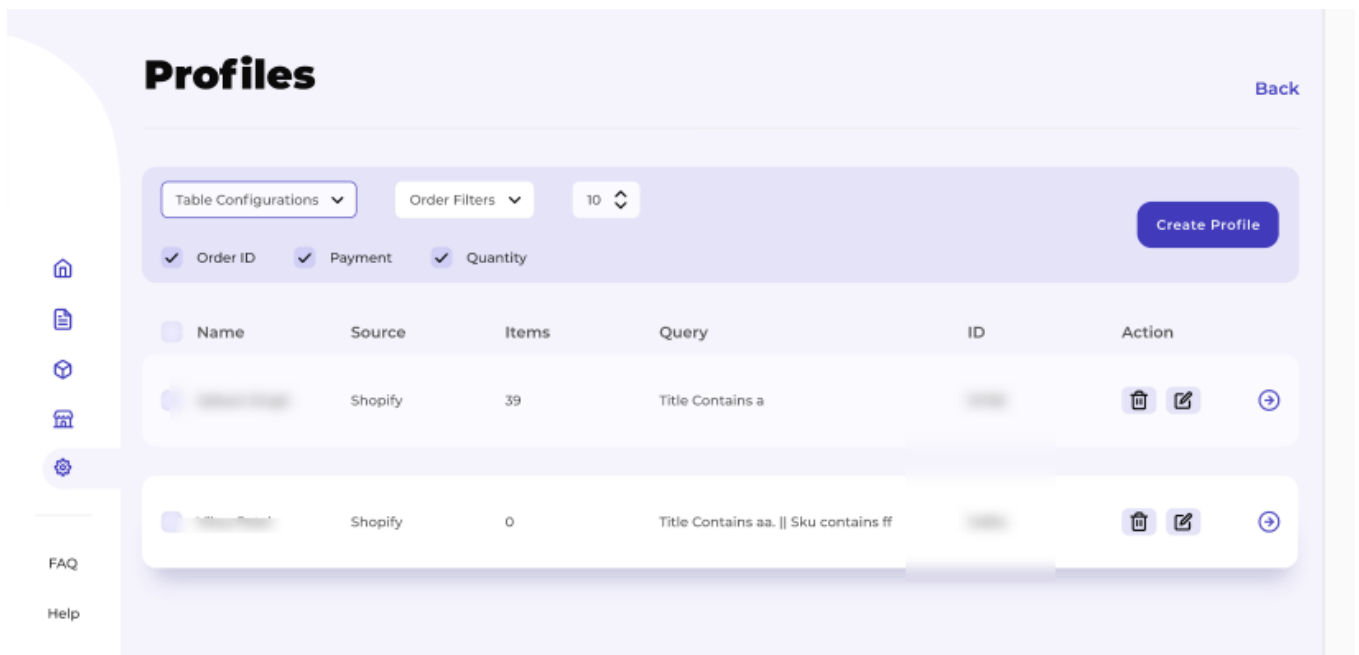 Profiles
Back
Table Configurations
Order Filters
10
Create Profile
Order ID
Payment
Quantity
Name Source Items Query ID Action
Shopify 39 Title Contains a
Shopify 0 Title Contains aa. || Sku contains ff
FAQ
Help